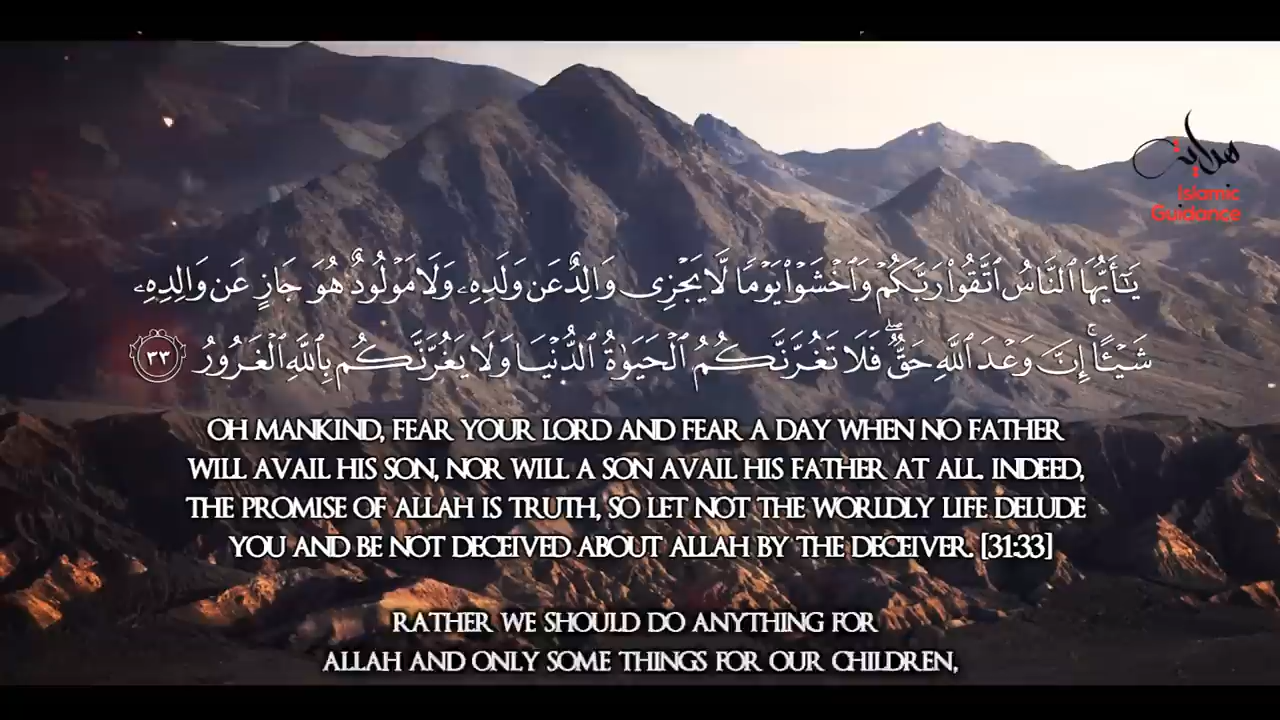 هداية
Islamic
Guidance
يَـٰٓأَيُّهَا ٱلنَّاسُ ٱتَّقُوا۟ رَبَّكُمْ وَٱخْشَوْا۟ يَوْمًا لَّا يَجْزِى وَالِدٌ عَن وَلَدِهِۦ وَلَا مَوْلُودٌ هُوَ جَازٍ عَن وَالِدِهِۦ
شَيْـًٔا ۚ إِنَّ وَعْدَ ٱللَّهِ حَقٌّ ۖ فَلَا تَغُرَّنَّكُمُ ٱلْحَيَوٰةُ ٱلدُّنْيَا وَلَا يَغُرَّنَّكُم بِٱللَّهِ ٱلْغَرُورُ ٣٣
OH MANKIND, FEAR YOUR LORD AND FEAR A DAY WHEN NO FATHER
WILL AVAIL HIS SON, NOR WILL A SON AVAIL HIS FATHER AT ALL. INDEED,
THE PROMISE OF ALLAH IS TRUTH, SO LET NOT THE WORLDLY LIFE DELUDE
YOU AND BE NOT DECEIVED ABOUT ALLAH BY THE DECEIVER. [31:33]
RATHER WE SHOULD DO ANYTHING FOR
ALLAH AND ONLY SOME THINGS FOR OUR CHILDREN,